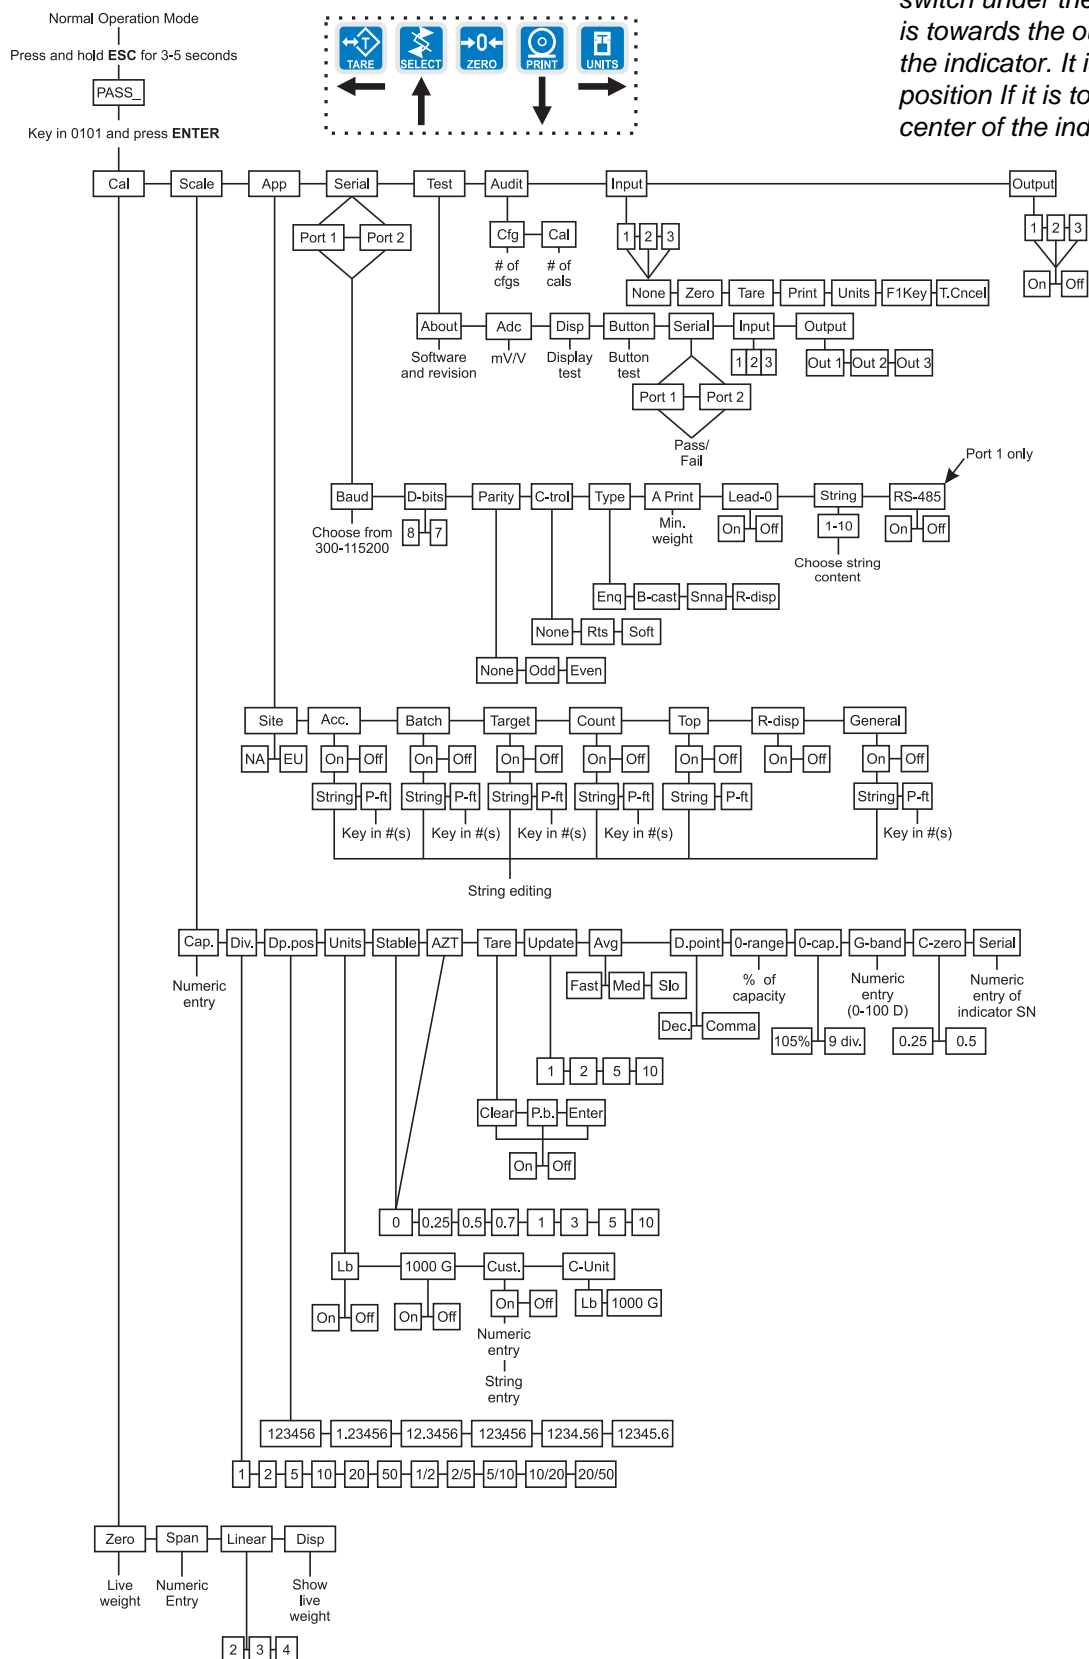 Normal Operation Mode
Press and hold ESC for 3-5 seconds
PASS_
Key in 0101 and press ENTER
TARE SELECT →0← ZERO PRINT UNITS
switch under the
is towards the ou
the indicator. It i
position If it is to
center of the ind
Cal Scale App Serial Test Audit Input Output
Port 1 Port 2
Cfg Cal
# of cfgs
# of cals
1 2 3
None Zero Tare Print Units F1Key T.Cncel
1 2 3
On Off
About Adc Disp Button Serial Input Output
Software and revision
mV/V
Display test
Button test
1 2 3
Out 1 Out 2 Out 3
Port 1 Port 2
Pass/
Fail
Port 1 only
Baud D-bits Parity C-trol Type A Print Lead-0 String RS-485
Choose from
300-115200
8 7
Min.
weight
On Off
1-10
Choose string
content
On Off
Enq B-cast Snna R-disp
None Rts Soft
None Odd Even
Site Acc. Batch Target Count Top R-disp General
NA EU
On Off On Off On Off On Off On Off On Off On Off
String P-ft String P-ft String P-ft String P-ft String P-ft String P-ft
Key in #(s) Key in #(s) Key in #(s) Key in #(s) Key in #(s)
String editing
Cap. Div. Dp.pos Units Stable AZT Tare Update Avg D.point 0-range 0-cap. G-band C-zero Serial
Numeric
entry
Fast Med Slo
% of
capacity
Numeric
entry
(0-100 D)
Numeric
entry of
indicator SN
Dec. Comma
105% 9 div.
0.25 0.5
1 2 5 10
Clear P.b. Enter
On Off
0 0.25 0.5 0.7 1 3 5 10
Lb 1000 G Cust. C-Unit
On Off On Off On Off Lb 1000 G
Numeric
entry
String
entry
123456 1.23456 12.3456 123.456 1234.56 12345.6
1 2 5 10 20 50 1/2 2/5 5/10 10/20 20/50
Zero Span Linear Disp
Live
weight
Numeric
Entry
Show
live
weight
2 3 4